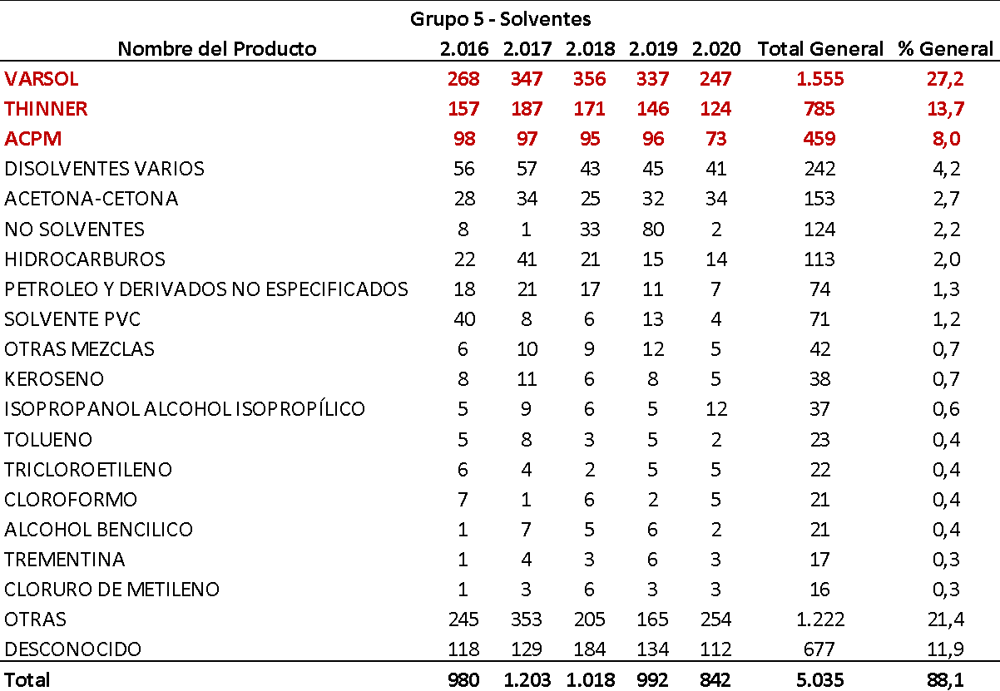 Grupo 5 - Solventes
Nombre del Producto 2.016 2.017 2.018 2.019 2.020 Total General % General
VARSOL 268 347 356 337 247 1.555 27,2
THINNER 157 187 171 146 124 785 13,7
ACPM 98 97 95 96 73 459 8,0
DISOLVENTES VARIOS 56 57 43 45 41 242 4,2
ACETONA-CETONA 28 34 25 32 34 153 2,7
NO SOLVENTES 8 1 33 80 2 124 2,2
HIDROCARBUROS 22 41 21 15 14 113 2,0
PETROLEO Y DERIVADOS NO ESPECIFICADOS 18 21 17 11 7 74 1,3
SOLVENTE PVC 40 8 6 13 4 71 1,2
OTRAS MEZCLAS 6 10 9 12 5 42 0,7
KEROSENO 8 11 6 8 5 38 0,7
ISOPROPANOL ALCOHOL ISOPROPÍLICO 5 9 6 5 12 37 0,6
TOLUENO 5 8 3 5 2 23 0,4
TRICLOROETILENO 6 4 2 5 5 22 0,4
CLOROFORMO 7 1 6 2 5 21 0,4
ALCOHOL BENCILICO 1 7 5 6 2 21 0,4
TREMENTINA 1 4 3 6 3 17 0,3
CLORURO DE METILENO 1 3 6 3 3 16 0,3
OTRAS 245 353 205 165 254 1.222 21,4
DESCONOCIDO 118 129 184 134 112 677 11,9
Total 980 1.203 1.018 992 842 5.035 88,1